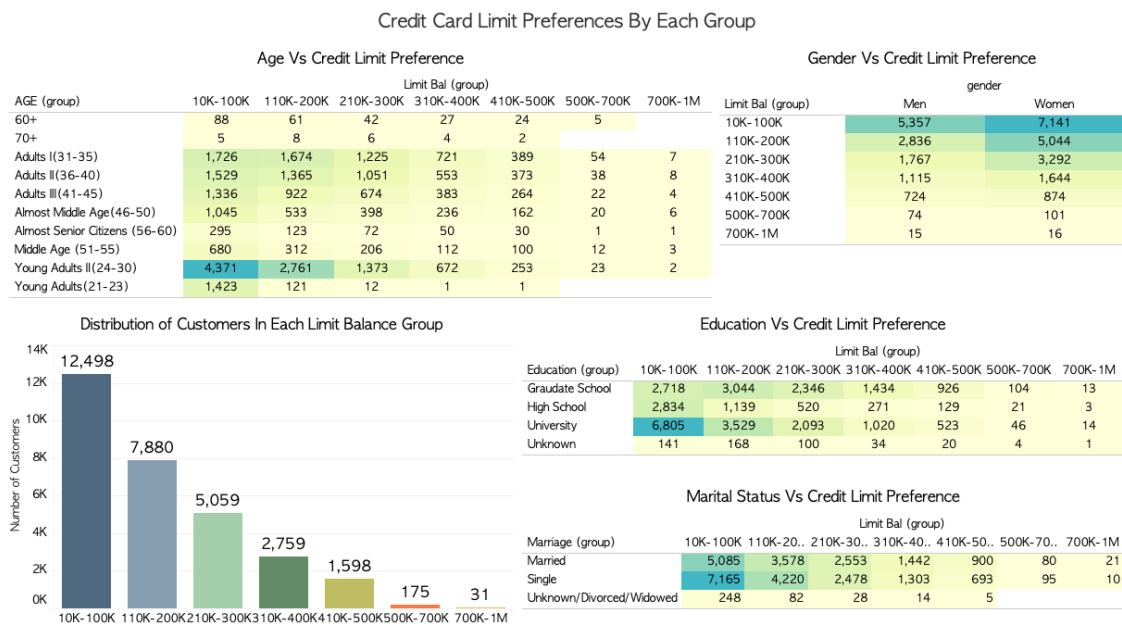 Credit Card Limit Preferences By Each Group
Age Vs Credit Limit Preference
Limit Bal (group)
AGE (group) 10K-100K 110K-200K 210K-300K 310K-400K 410K-500K 500K-700K 700K-1M
60+ 88 61 42 27 24 5
70+ 5 8 6 4 2
Adults I(31-35) 1,726 1,674 1,225 721 389 54 7
Adults II(36-40) 1,529 1,365 1,051 553 373 38 8
Adults III(41-45) 1,336 922 674 383 264 22 4
Almost Middle Age(46-50) 1,045 533 398 236 162 20 6
Almost Senior Citizens (56-60) 295 123 72 50 30 1 1
Middle Age (51-55) 680 312 206 112 100 12 3
Young Adults II(24-30) 4,371 2,761 1,373 672 253 23 2
Young Adults(21-23) 1,423 121 12 1 1
Gender Vs Credit Limit Preference
gender
Limit Bal (group) Men Women
10K-100K 5,357 7,141
110K-200K 2,836 5,044
210K-300K 1,767 3,292
310K-400K 1,115 1,644
410K-500K 724 874
500K-700K 74 101
700K-1M 15 16
Distribution of Customers In Each Limit Balance Group
Number of Customers
14K
12K
10K
8K
6K
4K
2K
0K
12,498
7,880
5,059
2,759
1,598
175
31
10K-100K 110K-200K 210K-300K 310K-400K 410K-500K 500K-700K 700K-1M
Education Vs Credit Limit Preference
Limit Bal (group)
Education (group) 10K-100K 110K-200K 210K-300K 310K-400K 410K-500K 500K-700K 700K-1M
Graudate School 2,718 3,044 2,346 1,434 926 104 13
High School 2,834 1,139 520 271 129 21 3
University 6,805 3,529 2,093 1,020 523 46 14
Unknown 141 168 100 34 20 4 1
Marital Status Vs Credit Limit Preference
Limit Bal (group)
Marriage (group) 10K-100K 110K-20.. 210K-30.. 310K-40.. 410K-50.. 500K-70.. 700K-1M
Married 5,085 3,578 2,553 1,442 900 80 21
Single 7,165 4,220 2,478 1,303 693 95 10
Unknown/Divorced/Widowed 248 82 28 14 5